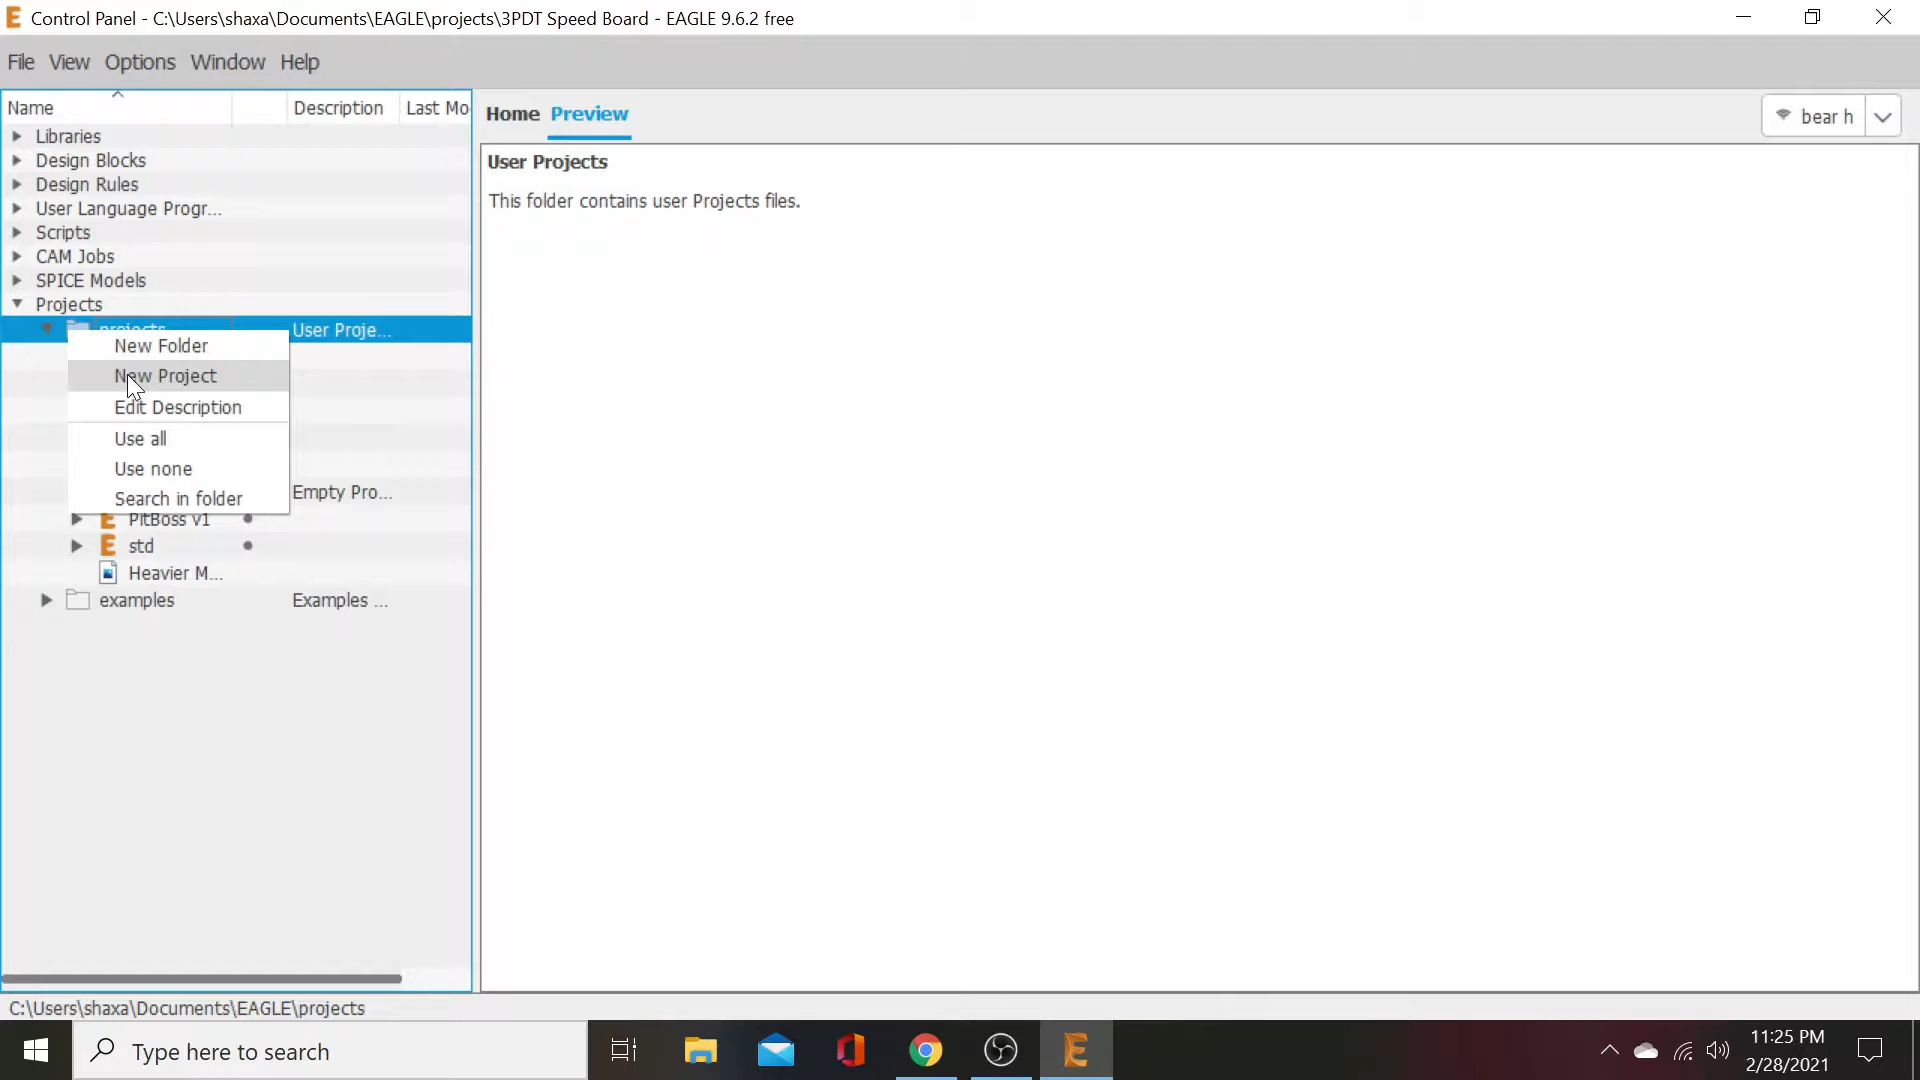 Control Panel - C:\Users\shaxa\Documents\EAGLE\projects\3PDT Speed Board - EAGLE 9.6.2 free
File View Options Window Help
Name Description Last Mo
Home Preview
bear h
Libraries
Design Blocks
Design Rules
User Language Progr...
Scripts
CAM Jobs
SPICE Models
Projects
projects User Proje...
New Folder
New Project
Edit Description
Use all
Use none
Search in folder
Empty Pro...
PitBoss v1
std
Heavier M...
examples Examples ...
User Projects
This folder contains user Projects files.
C:\Users\shaxa\Documents\EAGLE\projects
Type here to search
11:25 PM
2/28/2021